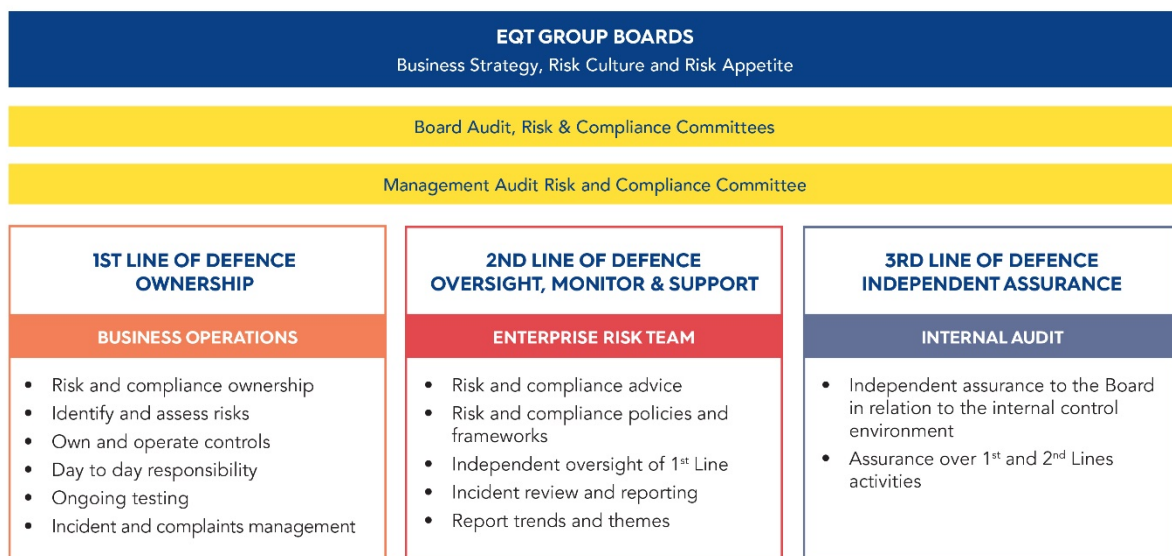 EQT GROUP BOARDS
Business Strategy, Risk Culture and Risk Appetite
Board Audit, Risk & Compliance Committees
Management Audit Risk and Compliance Committee
1ST LINE OF DEFENCE
OWNERSHIP
BUSINESS OPERATIONS
• Risk and compliance ownership
• Identify and assess risks
• Own and operate controls
• Day to day responsibility
• Ongoing testing
• Incident and complaints management
2ND LINE OF DEFENCE
OVERSIGHT, MONITOR & SUPPORT
ENTERPRISE RISK TEAM
• Risk and compliance advice
• Risk and compliance policies and
frameworks
• Independent oversight of 1st Line
• Incident review and reporting
• Report trends and themes
3RD LINE OF DEFENCE
INDEPENDENT ASSURANCE
INTERNAL AUDIT
• Independent assurance to the Board
in relation to the internal control
environment
• Assurance over 1st and 2nd Lines
activities